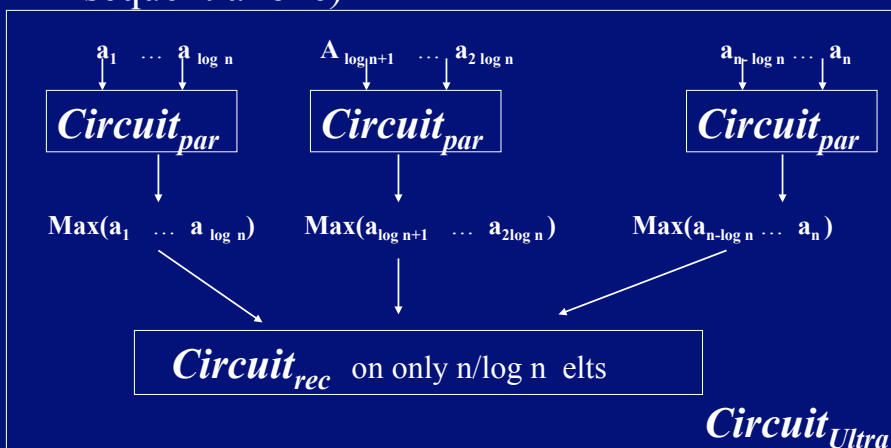 a1 … a log n A log n+1 … a2 log n an- log n … an
Circuitpar Circuitpar Circuitpar
Max(a1 … a log n) Max(alog n+1 … a2log n) Max(an-log n … an)
Circuitrec on only n/log n elts
CircuitUltra